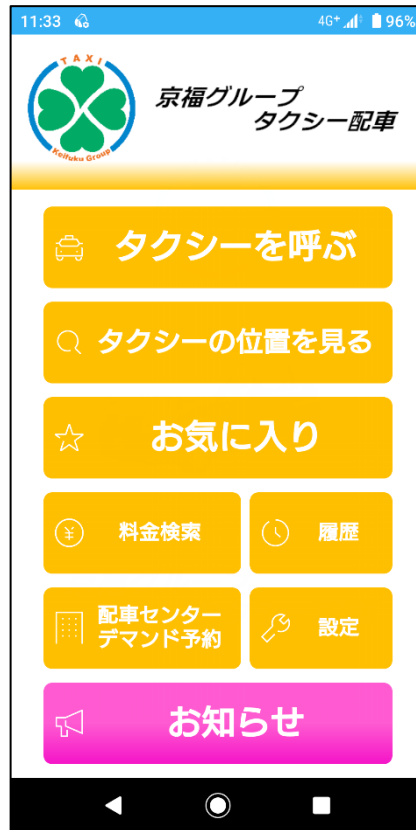 11:33 4G+ 96%
TAXI
Keifuku Group
京福グループ
タクシー配車
タクシーを呼ぶ
タクシーの位置を見る
お気に入り
¥ 料金検索
履歴
配車センター
デマンド予約
設定
お知らせ